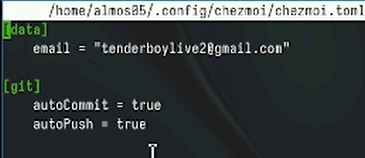 /home/almos05/.config/chezmoi/chezmoi.toml
[data]
email = "tenderboylive2@gmail.com"
[git]
autoCommit = true
autoPush = true